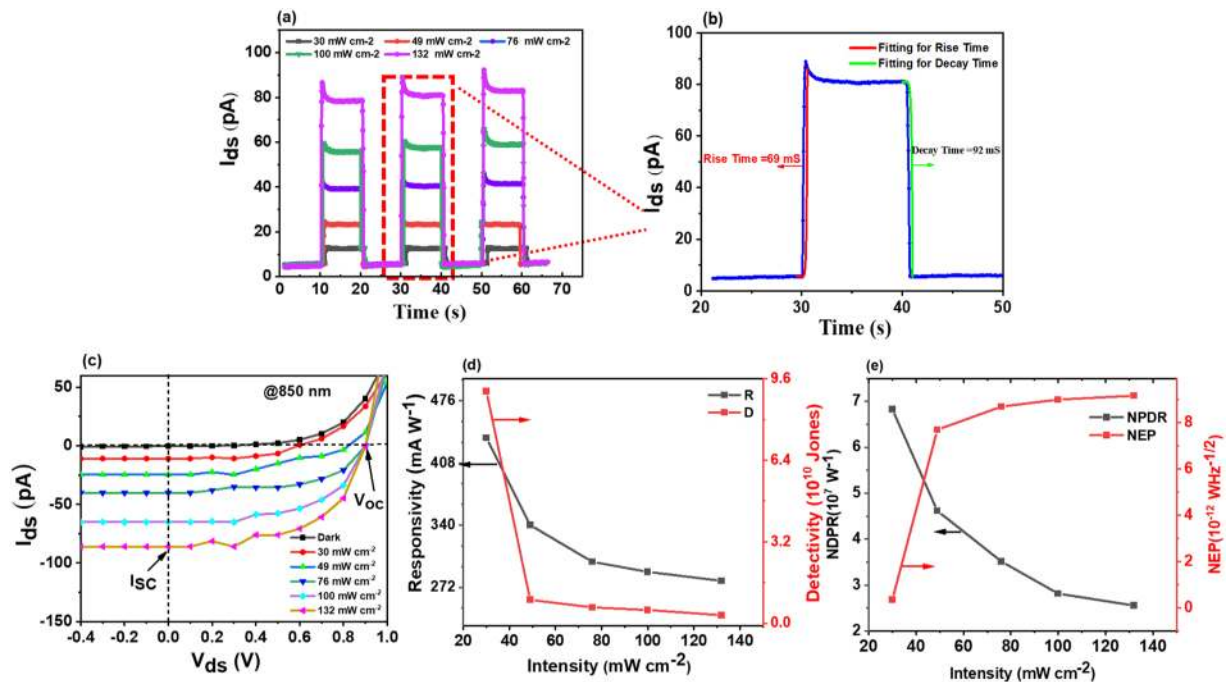 (a)
30 mW cm-2 49 mW cm-2 76 mW cm-2
100 mW cm-2 132 mW cm-2
100
80
60
40
20
0
0 10 20 30 40 50 60 70
Ids (pA)
Time (s)
(b)
Fitting for Rise Time
Fitting for Decay Time
Rise Time =69 mS
Decay Time =92 mS
100
80
60
40
20
0
20 30 40 50
Ids (pA)
Time (s)
(c)
@850 nm
50
0
-50
-100
-150
-0.4 -0.2 0.0 0.2 0.4 0.6 0.8 1.0
Ids (pA)
Vds (V)
VOC
ISC
Dark
30 mW cm-2
49 mW cm-2
76 mW cm-2
100 mW cm-2
132 mW cm-2
(d)
R
D
476
408
340
272
20 40 60 80 100 120 140
Responsivity (mA W-1)
Intensity (mW cm-2)
9.6
6.4
3.2
0.0
Detectivity (10^10 Jones)
(e)
NPDR
NEP
7
6
5
4
3
2
20 40 60 80 100 120 140
NDPR(10^7 W-1)
Intensity (mW cm-2)
8
6
4
2
0
NEP(10-12 WHz-1/2)